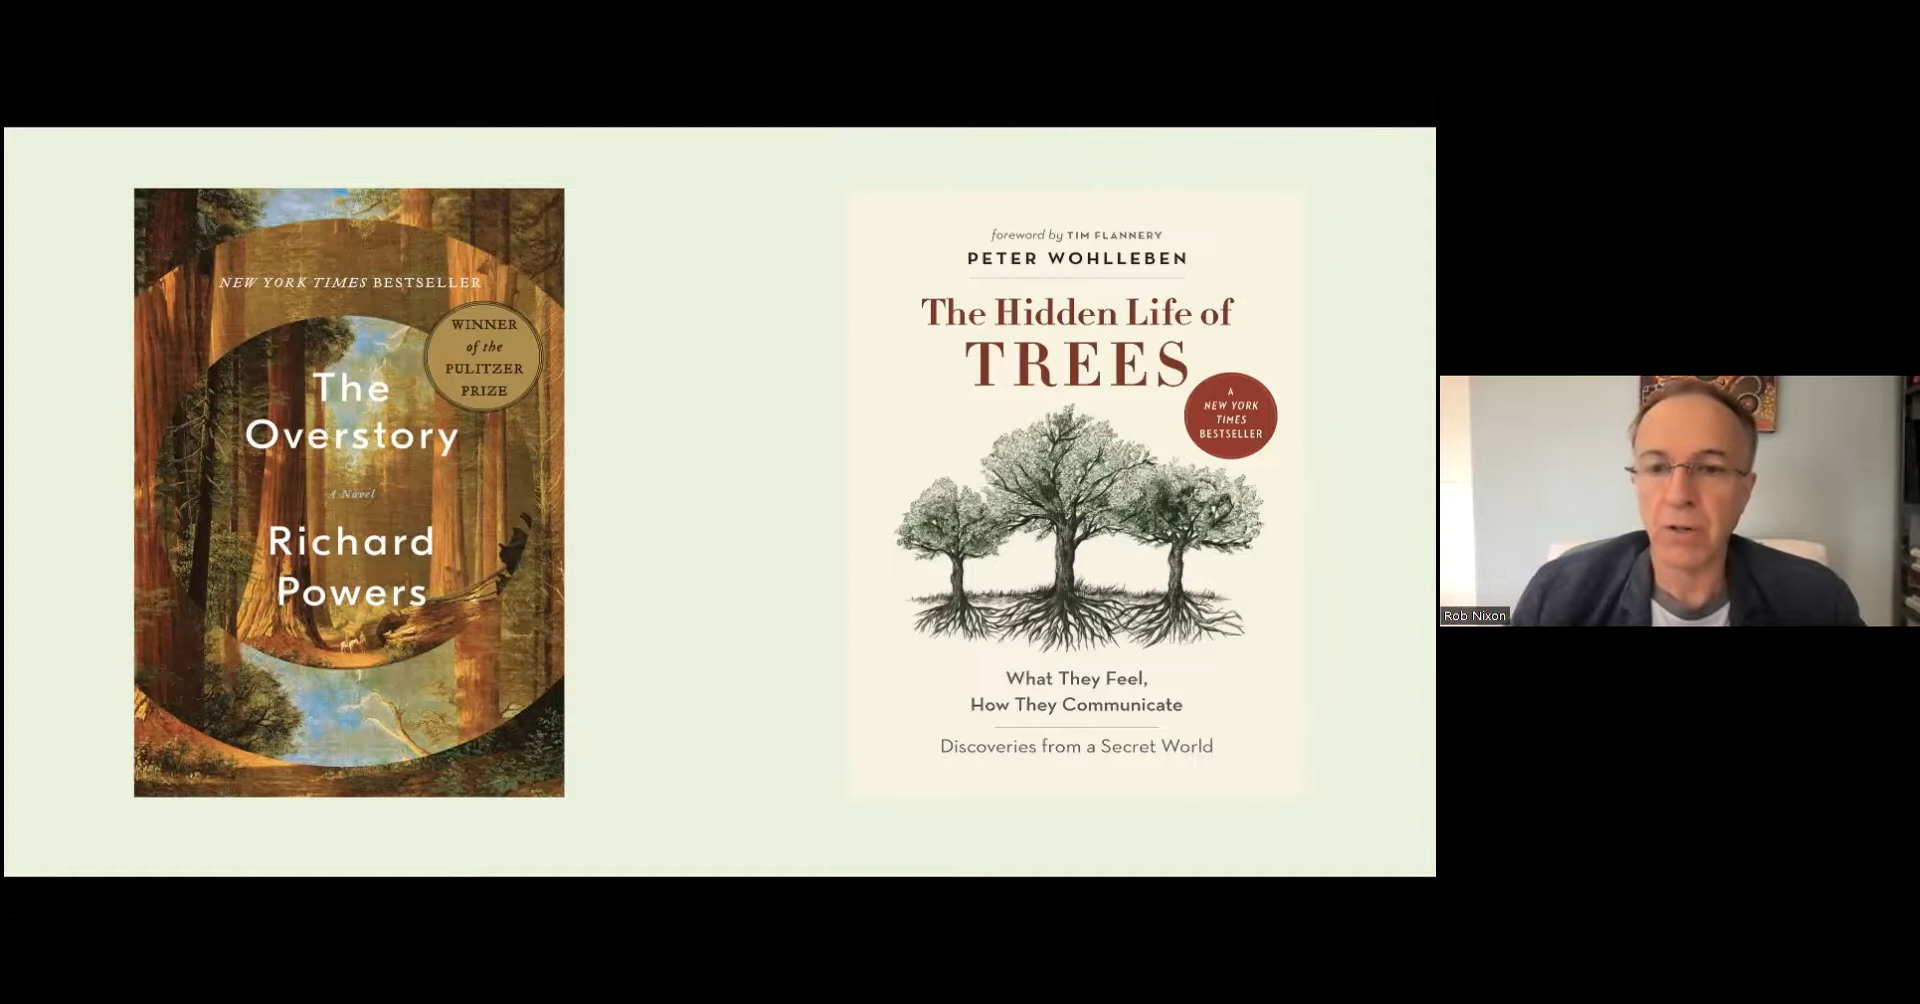 NEW YORK TIMES BESTSELLER
WINNER
of the
PULITZER
PRIZE
The
Overstory
A Novel
Richard
Powers
foreword by TIM FLANNERY
PETER WOHLLEBEN
The Hidden Life of
TREES
A
NEW YORK
TIMES
BESTSELLER
What They Feel,
How They Communicate
Discoveries from a Secret World
Rob Nixon